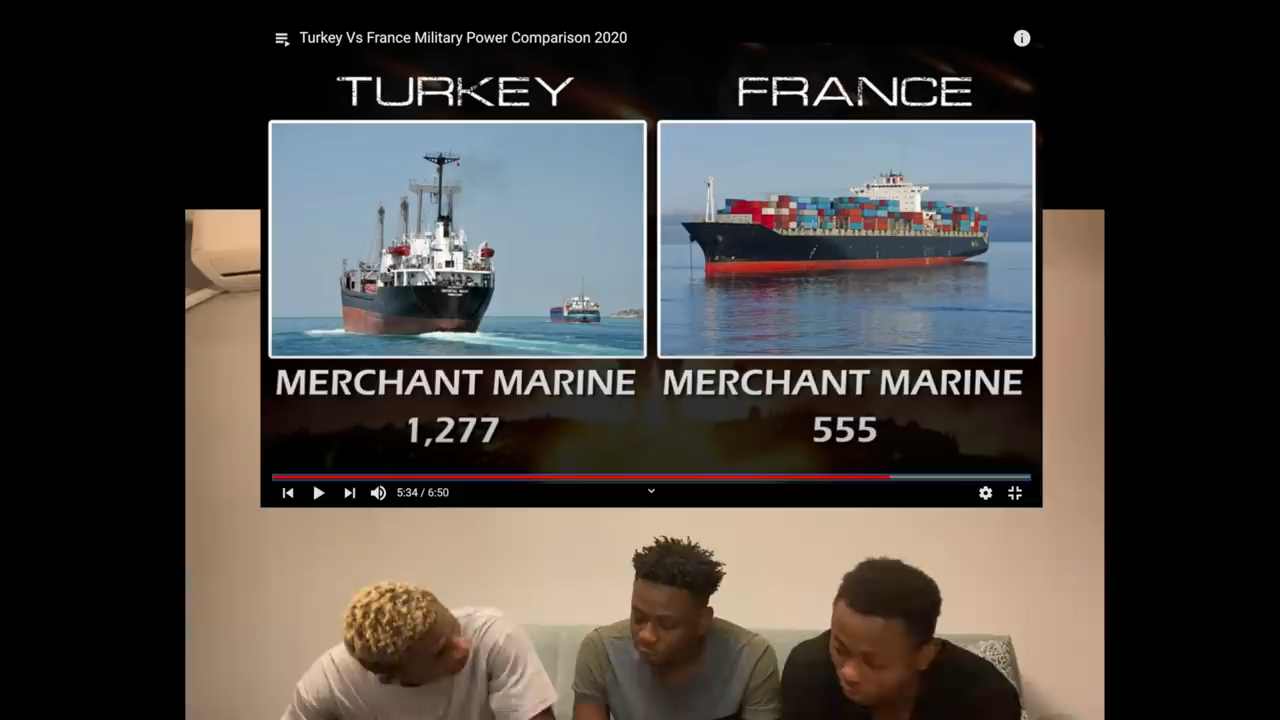 Turkey Vs France Military Power Comparison 2020
TURKEY
FRANCE
MERCHANT MARINE
1,277
MERCHANT MARINE
555
5:34 / 6:50